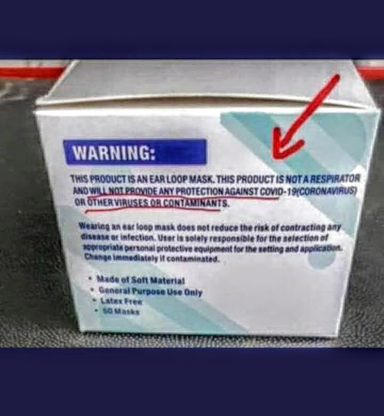 WARNING:
THIS PRODUCT IS AN EAR LOOP MASK. THIS PRODUCT IS NOT A RESPIRATOR
AND WILL NOT PROVIDE ANY PROTECTION AGAINST COVID-19(CORONAVIRUS)
OR OTHER VIRUSES OR CONTAMINANTS.
Wearing an ear loop mask does not reduce the risk of contracting any
disease or infection. User is solely responsible for the selection of
appropriate personal protective equipment for the setting and application.
Change immediately if contaminated.
• Made of Soft Material
• General Purpose Use Only
• Latex Free
• 50 Masks